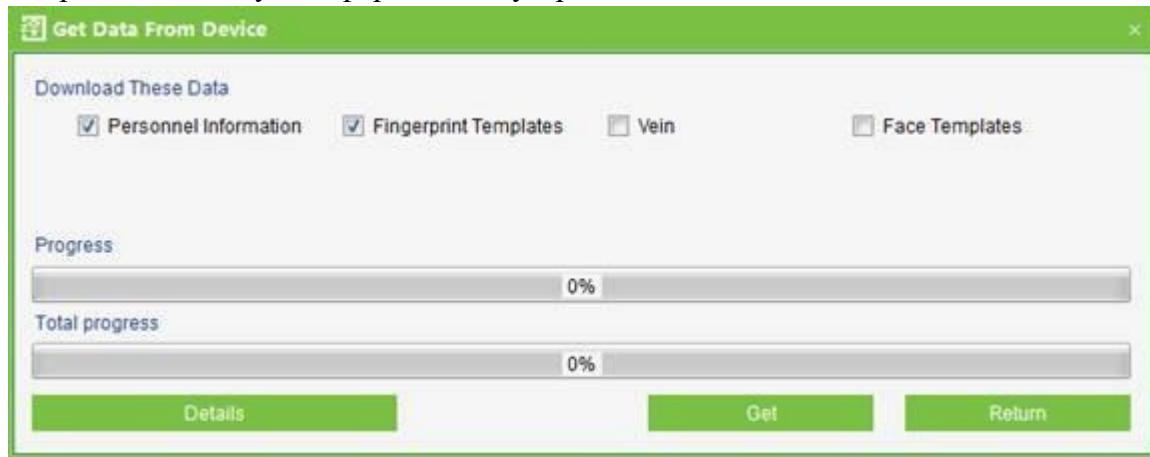 Get Data From Device
Download These Data
Personnel Information Fingerprint Templates Vein Face Templates
Progress
0%
Total progress
0%
Details Get Return